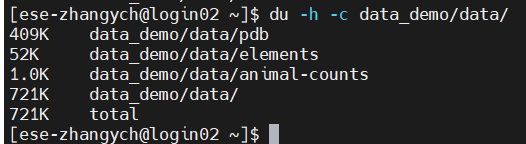 [ese-zhangych@login02 ~]$ du -h -c data_demo/data/
409K    data_demo/data/pdb
52K     data_demo/data/elements
1.0K    data_demo/data/animal-counts
721K    data_demo/data/
721K    total
[ese-zhangych@login02 ~]$